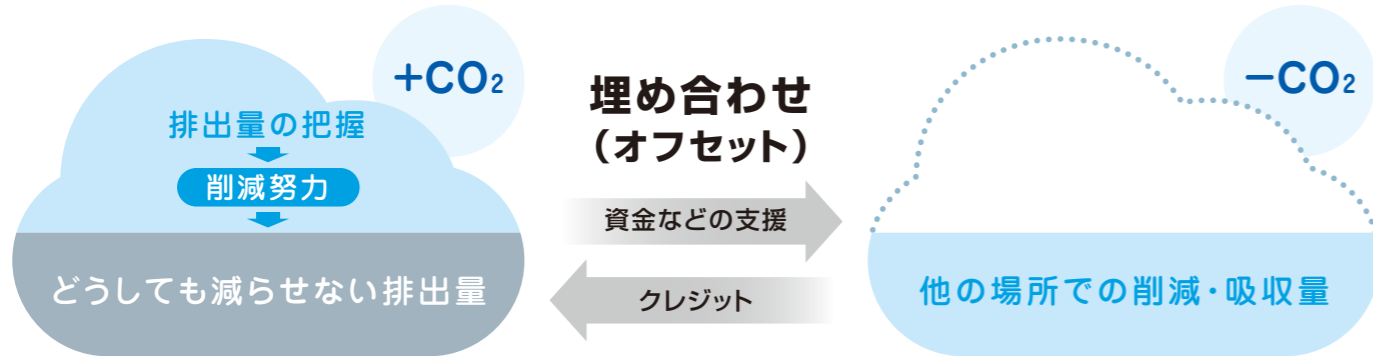 +CO₂
排出量の把握
削減努力
どうしても減らせない排出量
埋め合わせ
（オフセット）
資金などの支援
クレジット
−CO₂
他の場所での削減・吸収量